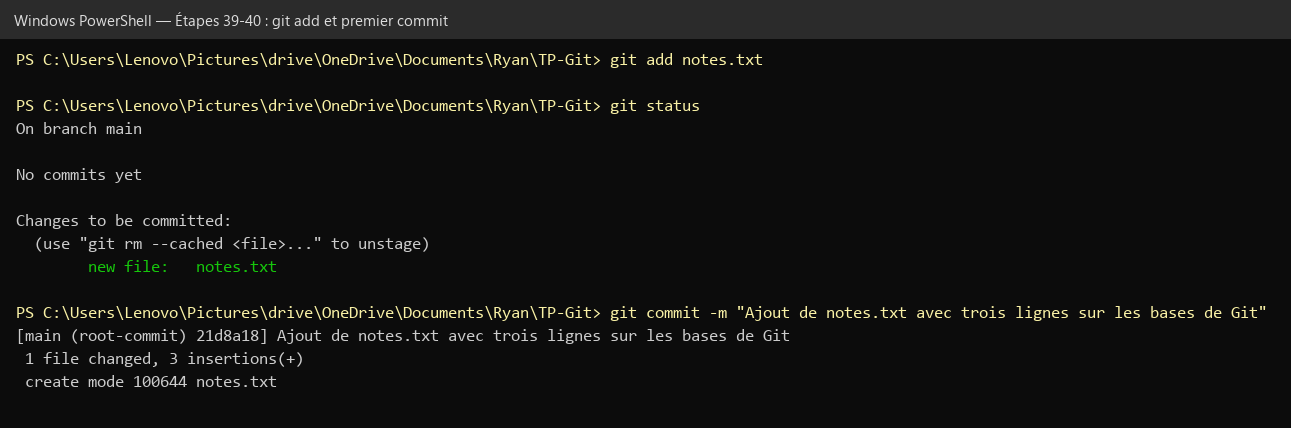 Windows PowerShell — Étapes 39-40 : git add et premier commit
PS C:\Users\Lenovo\Pictures\drive\OneDrive\Documents\Ryan\TP-Git> git add notes.txt
PS C:\Users\Lenovo\Pictures\drive\OneDrive\Documents\Ryan\TP-Git> git status
On branch main
No commits yet
Changes to be committed:
  (use "git rm --cached <file>..." to unstage)
        new file:   notes.txt
PS C:\Users\Lenovo\Pictures\drive\OneDrive\Documents\Ryan\TP-Git> git commit -m "Ajout de notes.txt avec trois lignes sur les bases de Git"
[main (root-commit) 21d8a18] Ajout de notes.txt avec trois lignes sur les bases de Git
 1 file changed, 3 insertions(+)
 create mode 100644 notes.txt